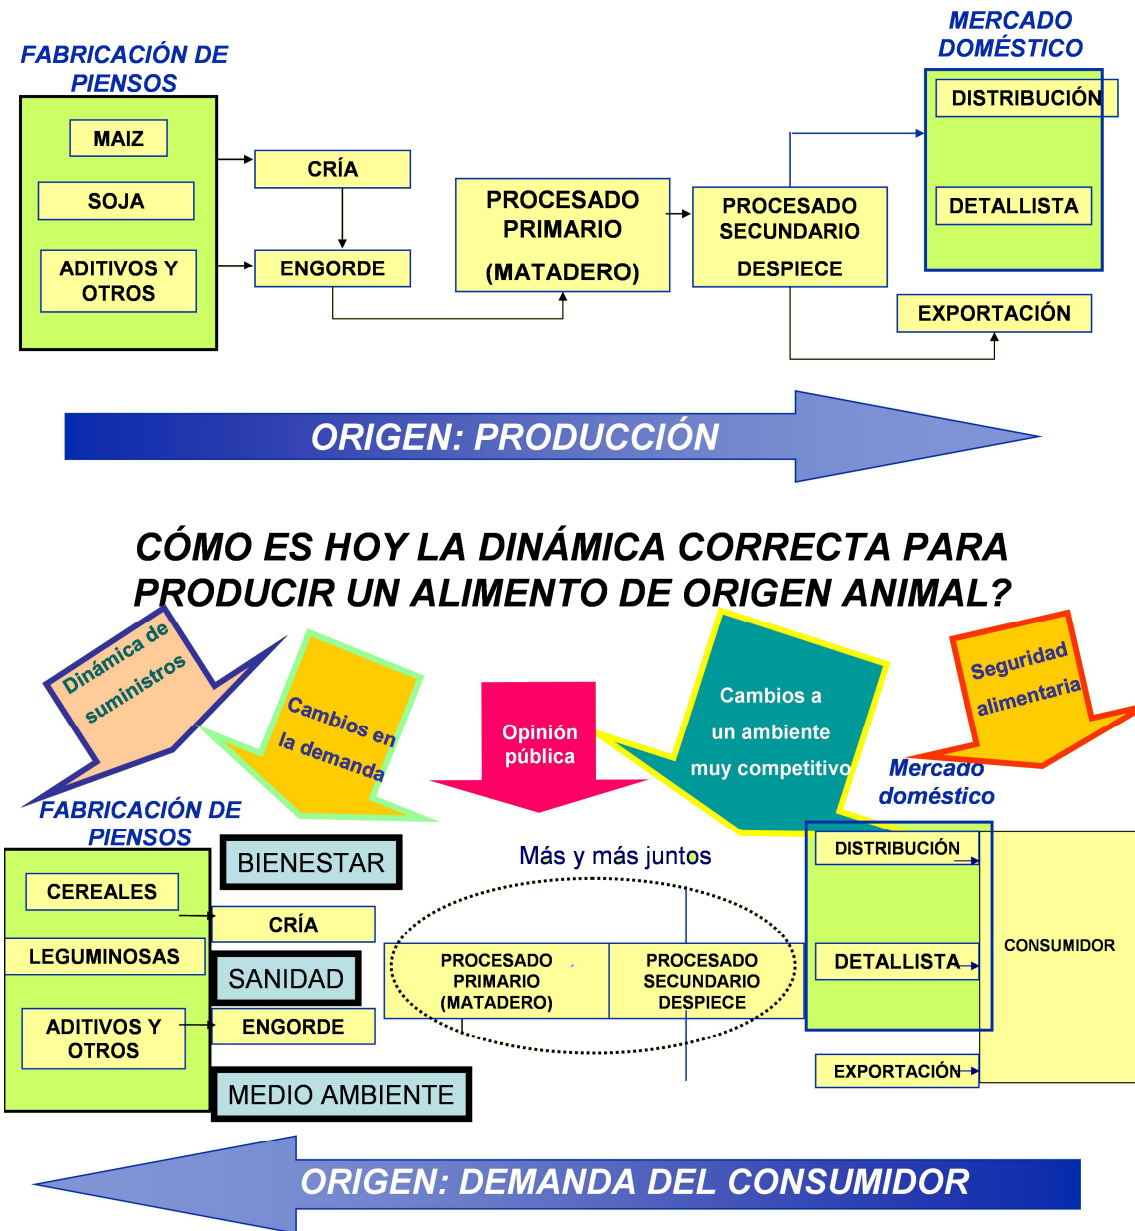 FABRICACIÓN DE
PIENSOS
MAIZ
SOJA
ADITIVOS Y
OTROS
CRÍA
ENGORDE
PROCESADO
PRIMARIO
(MATADERO)
PROCESADO
SECUNDARIO
DESPIECE
MERCADO
DOMÉSTICO
DISTRIBUCIÓN
DETALLISTA
EXPORTACIÓN
ORIGEN: PRODUCCIÓN
CÓMO ES HOY LA DINÁMICA CORRECTA PARA
PRODUCIR UN ALIMENTO DE ORIGEN ANIMAL?
Dinámica de
suministros
Cambios en
la demanda
Opinión
pública
Cambios a
un ambiente
muy competitivo
Seguridad
alimentaria
FABRICACIÓN DE
PIENSOS
CEREALES
LEGUMINOSAS
ADITIVOS Y
OTROS
BIENESTAR
CRÍA
SANIDAD
ENGORDE
MEDIO AMBIENTE
Más y más juntos
PROCESADO
PRIMARIO
(MATADERO)
PROCESADO
SECUNDARIO
DESPIECE
Mercado
doméstico
DISTRIBUCIÓN
DETALLISTA
EXPORTACIÓN
CONSUMIDOR
ORIGEN: DEMANDA DEL CONSUMIDOR